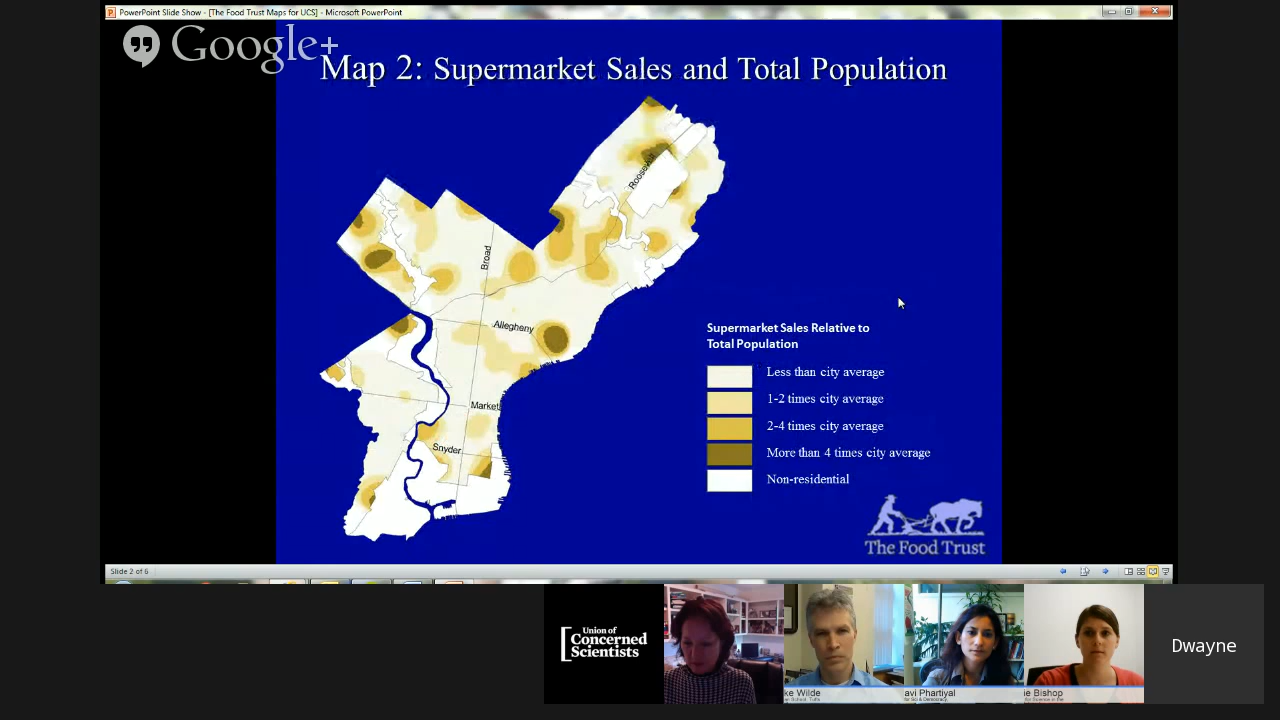 PowerPoint Slide Show - [The Food Trust Maps for UCS] - Microsoft PowerPoint
Google+
Map 2: Supermarket Sales and Total Population
Roosevelt
Broad
Allegheny
Market
Snyder
Supermarket Sales Relative to
Total Population
Less than city average
1-2 times city average
2-4 times city average
More than 4 times city average
Non-residential
The Food Trust
Slide 2 of 6
Union of
Concerned
Scientists
ke Wilde
avi Phartiyal
ie Bishop
Dwayne